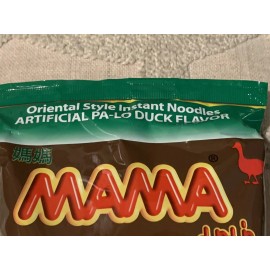 Oriental Style Instant Noodles
ARTIFICIAL PA-LO DUCK FLAVOR
媽媽
MAMA®